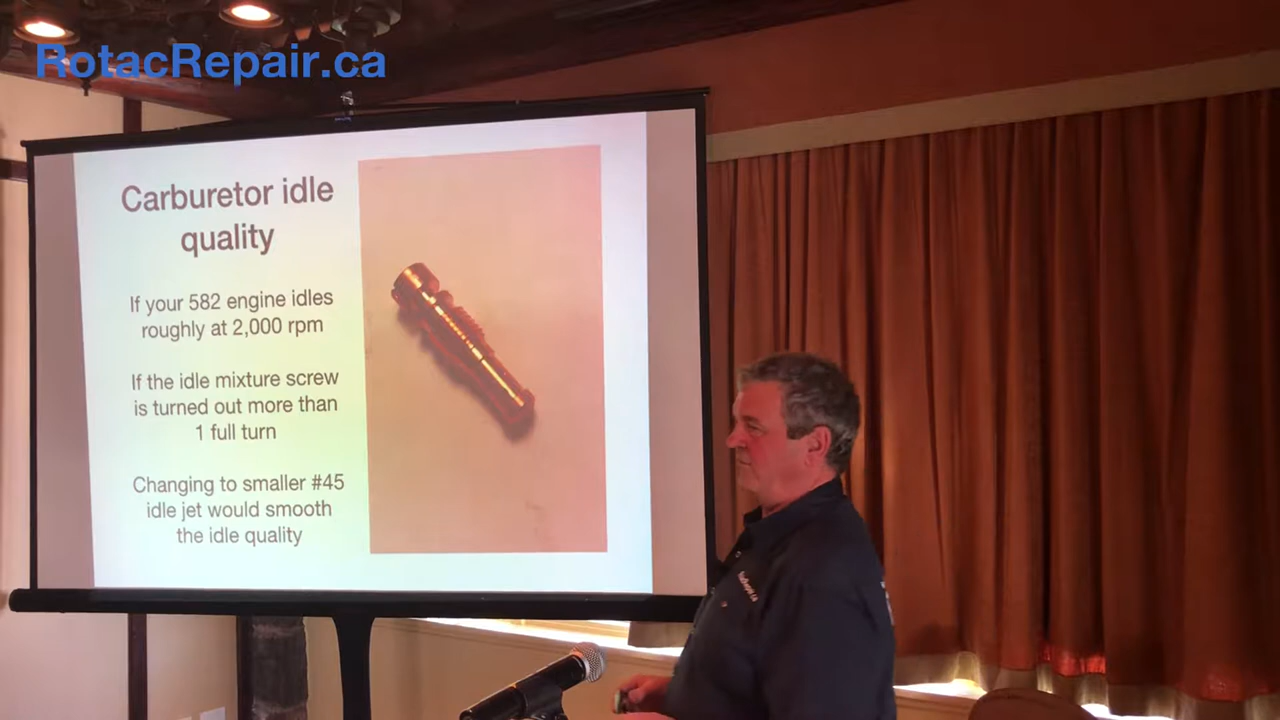 RotacRepair.ca
Carburetor idle
quality
If your 582 engine idles
roughly at 2,000 rpm
If the idle mixture screw
is turned out more than
1 full turn
Changing to smaller #45
idle jet would smooth
the idle quality